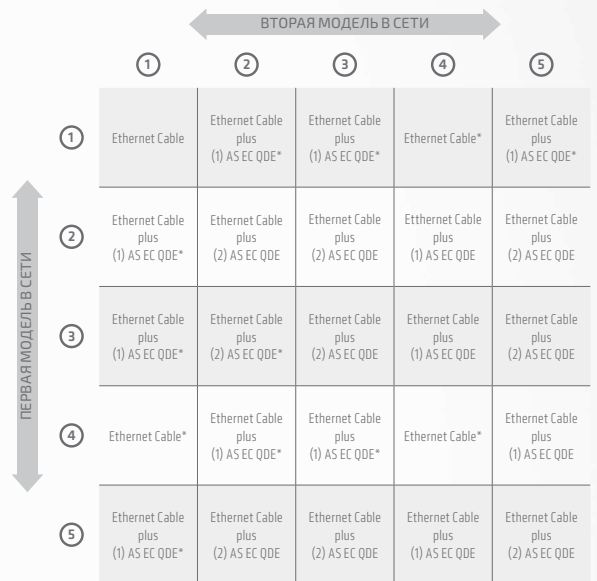 ВТОРАЯ МОДЕЛЬ В СЕТИ
1 2 3 4 5
ПЕРВАЯ МОДЕЛЬ В СЕТИ
1
Ethernet Cable
Ethernet Cable
plus
(1) AS EC QDE*
Ethernet Cable
plus
(1) AS EC QDE*
Ethernet Cable*
Ethernet Cable
plus
(1) AS EC QDE*
2
Ethernet Cable
plus
(1) AS EC QDE*
Ethernet Cable
plus
(2) AS EC QDE
Ethernet Cable
plus
(2) AS EC QDE
Etthernet Cable
plus
(1) AS EC QDE
Ethernet Cable
plus
(2) AS EC QDE
3
Ethernet Cable
plus
(1) AS EC QDE*
Ethernet Cable
plus
(2) AS EC QDE*
Ethernet Cable
plus
(2) AS EC QDE
Ethernet Cable
plus
(1) AS EC QDE
Ethernet Cable
plus
(2) AS EC QDE
4
Ethernet Cable*
Ethernet Cable
plus
(1) AS EC QDE*
Ethernet Cable
plus
(1) AS EC QDE*
Ethernet Cable*
Ethernet Cable
plus
(1) AS EC QDE
5
Ethernet Cable
plus
(1) AS EC QDE*
Ethernet Cable
plus
(2) AS EC QDE
Ethernet Cable
plus
(2) AS EC QDE
Ethernet Cable
plus
(1) AS EC QDE
Ethernet Cable
plus
(2) AS EC QDE